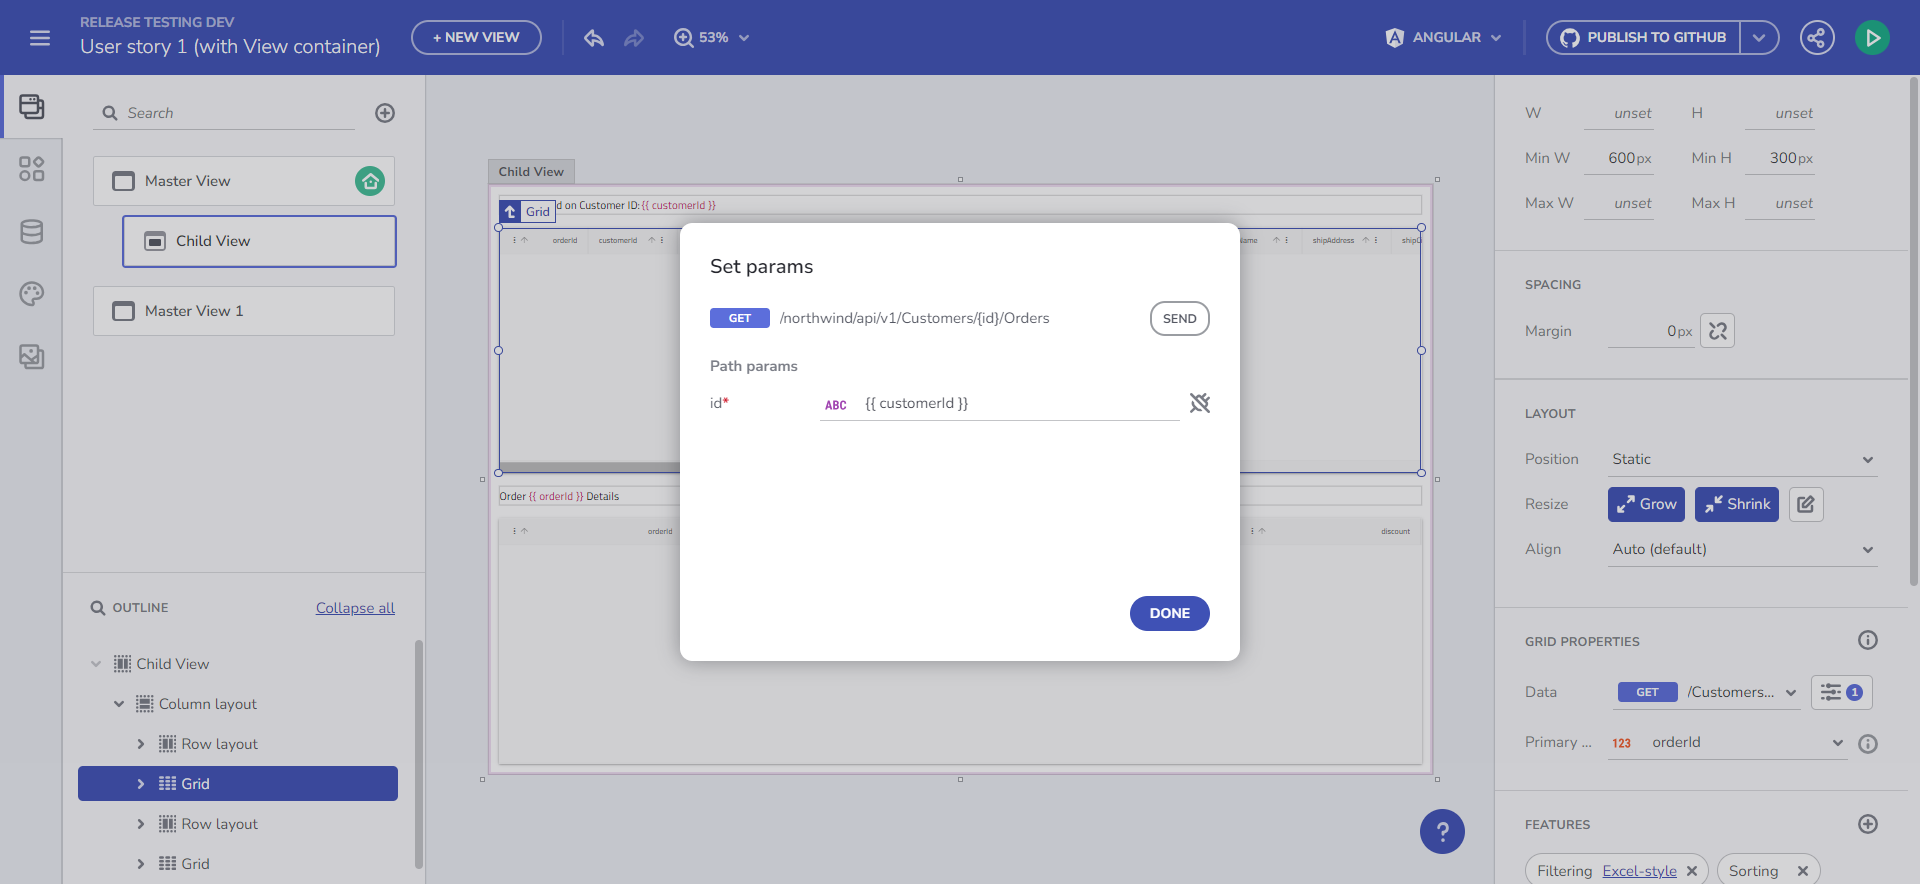 RELEASE TESTING DEV
User story 1 (with View container)
+ NEW VIEW
53%
ANGULAR
PUBLISH TO GITHUB
Search
Master View
Child View
Master View 1
OUTLINE
Collapse all
Child View
Column layout
Row layout
Grid
Row layout
Grid
Child View
d on Customer ID: {{ customerId }}
Grid
orderId customerId
ame shipAddress shipC
Order {{ orderId }} Details
orderId
discount
Set params
GET /northwind/api/v1/Customers/{id}/Orders
SEND
Path params
id* ABC {{ customerId }}
DONE
?
W unset H unset
Min W 600px Min H 300px
Max W unset Max H unset
SPACING
Margin 0px
LAYOUT
Position Static
Resize Grow Shrink
Align Auto (default)
GRID PROPERTIES
Data GET /Customers... 1
Primary ... 123 orderId
FEATURES
Filtering Excel-style
Sorting